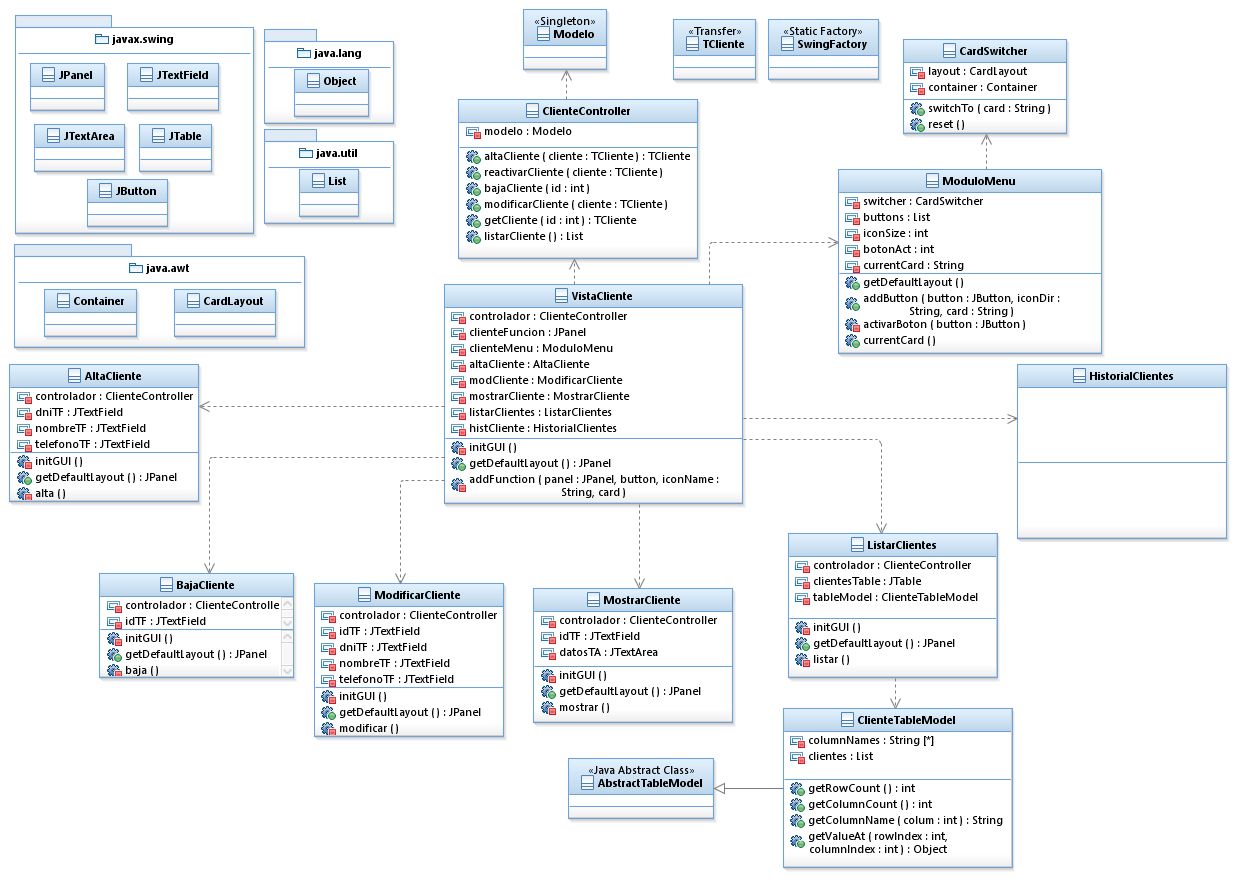 javax.swing
JPanel
JTextField
JTextArea
JTable
JButton
java.lang
Object
java.util
List
java.awt
Container
CardLayout
«Singleton»
Modelo
«Transfer»
TCliente
«Static Factory»
SwingFactory
CardSwitcher
layout : CardLayout
container : Container
switchTo ( card : String )
reset ( )
ClienteController
modelo : Modelo
altaCliente ( cliente : TCliente ) : TCliente
reactivarCliente ( cliente : TCliente )
bajaCliente ( id : int )
modificarCliente ( cliente : TCliente )
getCliente ( id : int ) : TCliente
listarCliente ( ) : List
ModuloMenu
switcher : CardSwitcher
buttons : List
iconSize : int
botonAct : int
currentCard : String
getDefaultLayout ( )
addButton ( button : JButton, iconDir :
String, card : String )
activarBoton ( button : JButton )
currentCard ( )
VistaCliente
controlador : ClienteController
clienteFuncion : JPanel
clienteMenu : ModuloMenu
altaCliente : AltaCliente
modCliente : ModificarCliente
mostrarCliente : MostrarCliente
listarClientes : ListarClientes
histCliente : HistorialClientes
initGUI ( )
getDefaultLayout ( ) : JPanel
addFunction ( panel : JPanel, button, iconName :
String, card )
AltaCliente
controlador : ClienteController
dniTF : JTextField
nombreTF : JTextField
telefonoTF : JTextField
initGUI ( )
getDefaultLayout ( ) : JPanel
alta ( )
HistorialClientes
BajaCliente
controlador : ClienteControlle
idTF : JTextField
initGUI ( )
getDefaultLayout ( ) : JPanel
baja ( )
ModificarCliente
controlador : ClienteController
idTF : JTextField
dniTF : JTextField
nombreTF : JTextField
telefonoTF : JTextField
initGUI ( )
getDefaultLayout ( ) : JPanel
modificar ( )
MostrarCliente
controlador : ClienteController
idTF : JTextField
datosTA : JTextArea
initGUI ( )
getDefaultLayout ( ) : JPanel
mostrar ( )
ListarClientes
controlador : ClienteController
clientesTable : JTable
tableModel : ClienteTableModel
initGUI ( )
getDefaultLayout ( ) : JPanel
listar ( )
«Java Abstract Class»
AbstractTableModel
ClienteTableModel
columnNames : String [*]
clientes : List
getRowCount ( ) : int
getColumnCount ( ) : int
getColumnName ( colum : int ) : String
getValueAt ( rowIndex : int,
columnIndex : int ) : Object